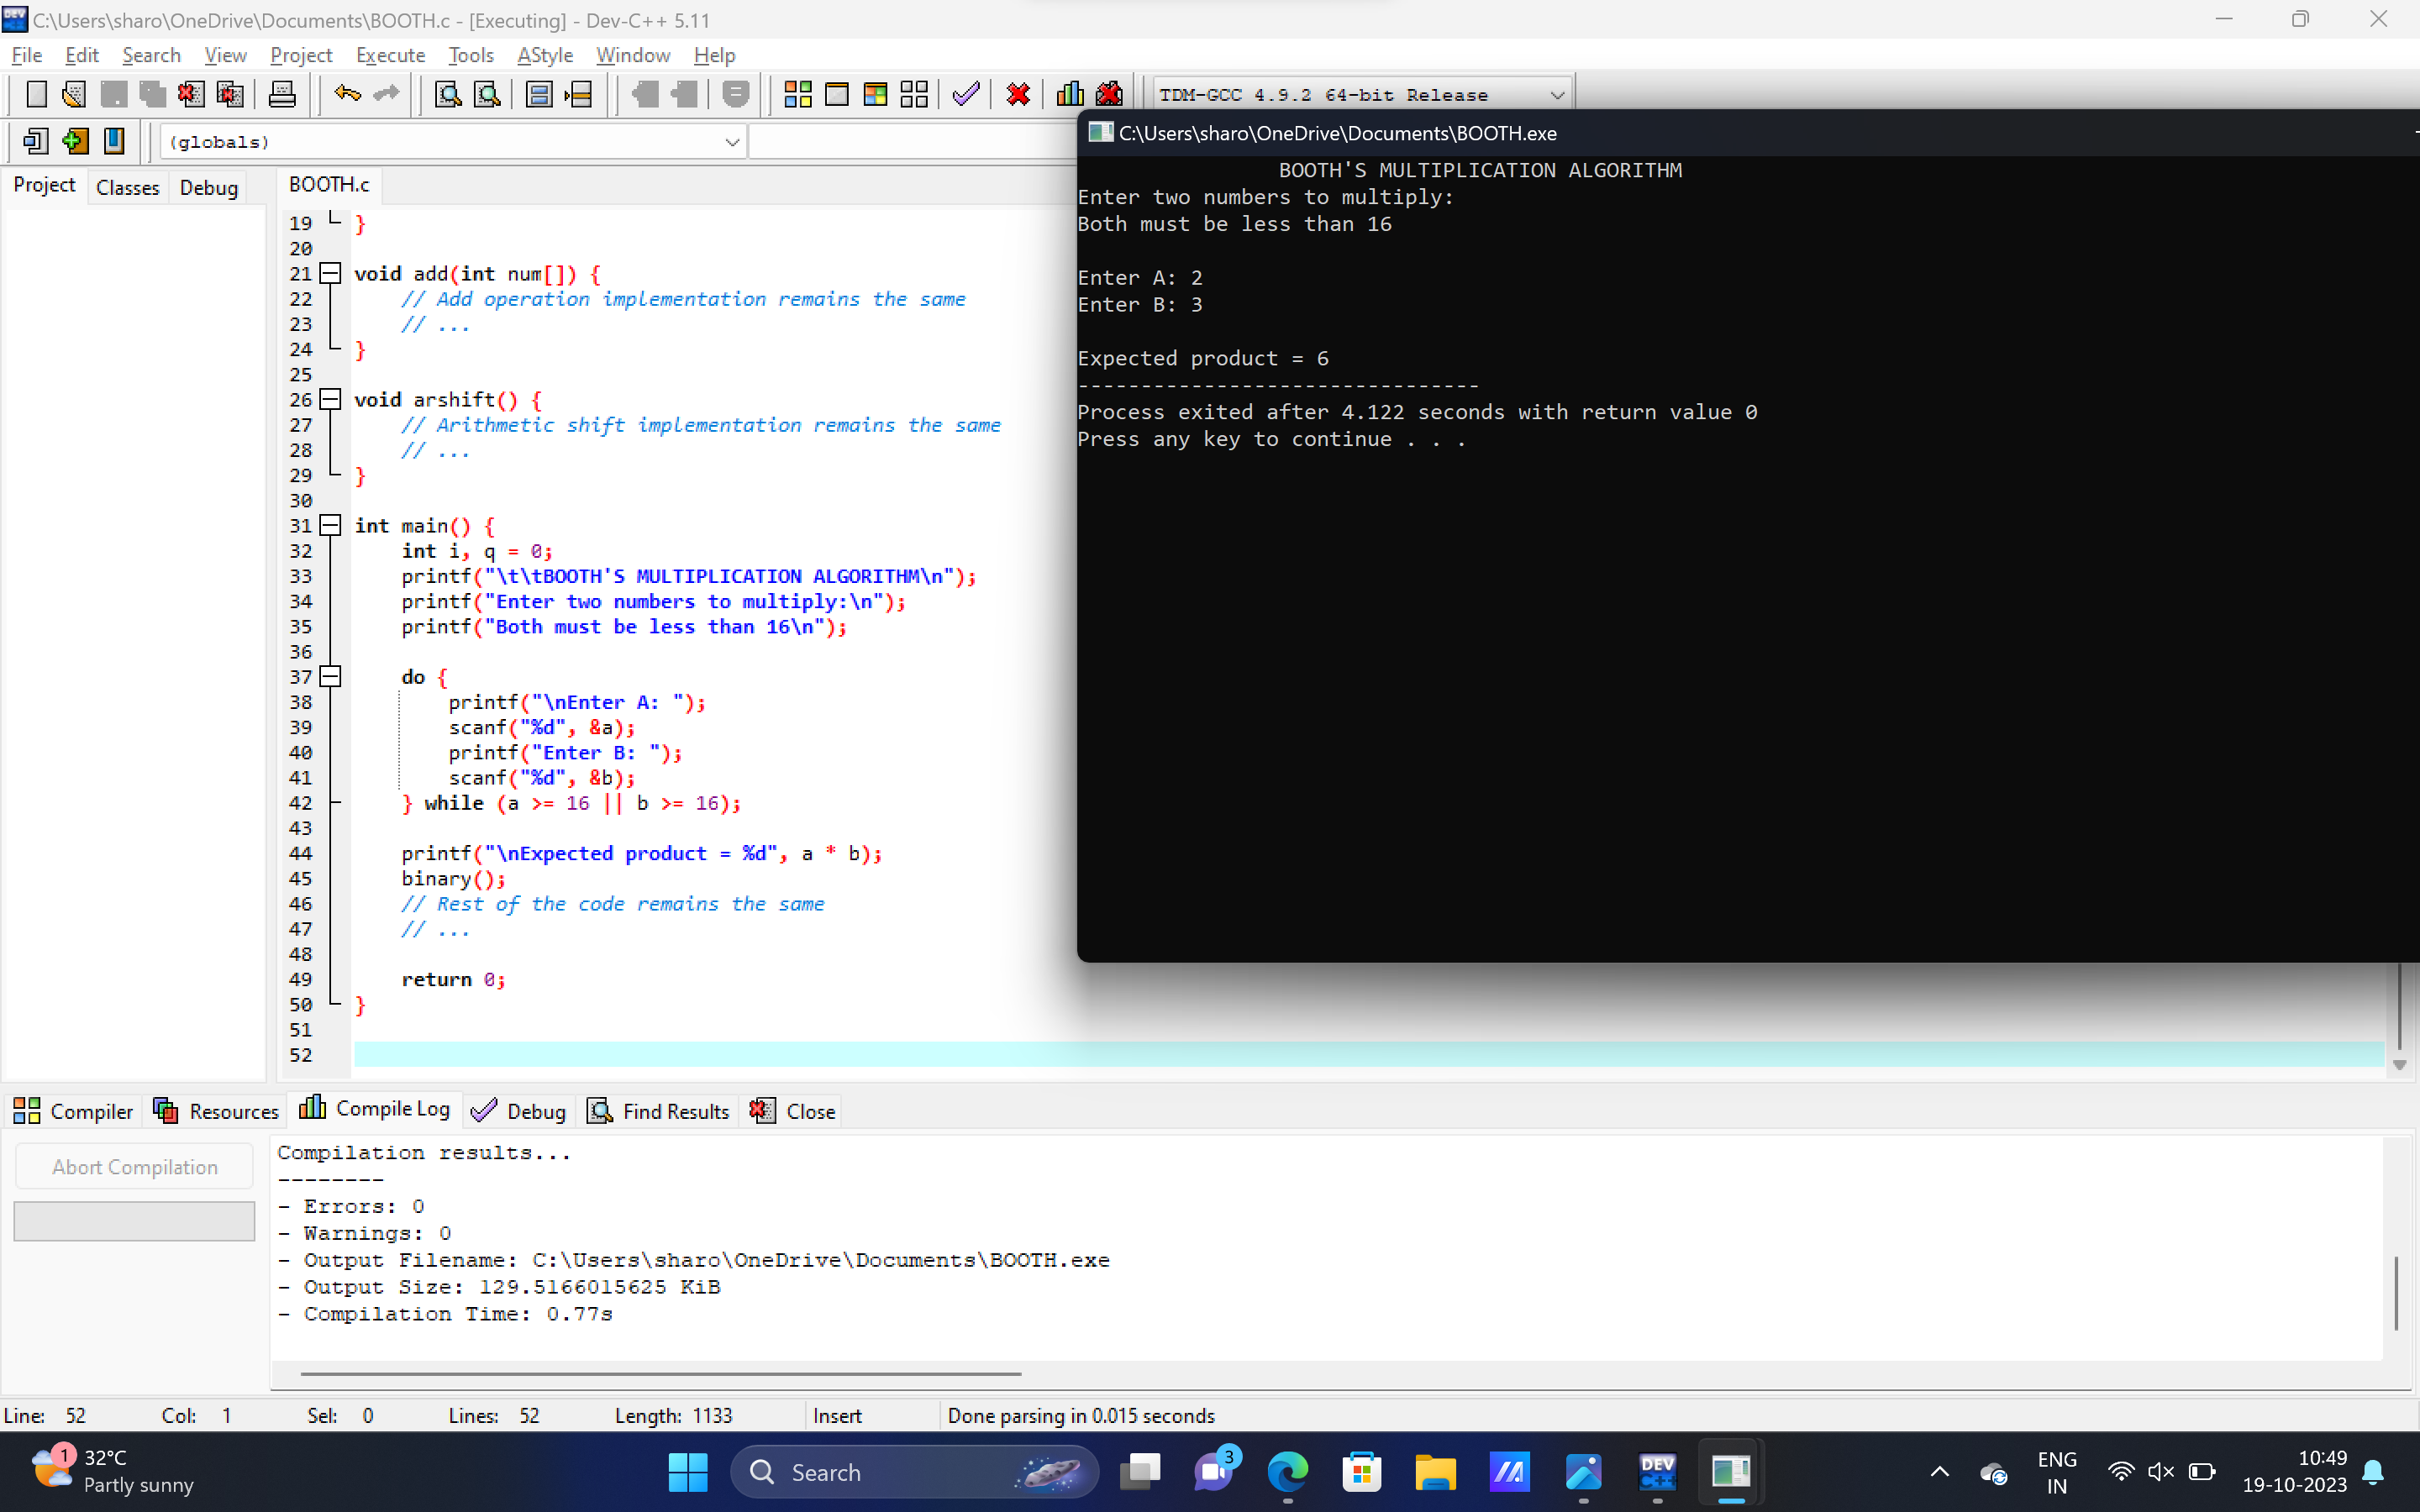 C:\Users\sharo\OneDrive\Documents\BOOTH.c - [Executing] - Dev-C++ 5.11
File Edit Search View Project Execute Tools AStyle Window Help
TDM-GCC 4.9.2 64-bit Release
(globals)
Project Classes Debug
BOOTH.c
19 }
20
21 void add(int num[]) {
22 // Add operation implementation remains the same
23 // ...
24 }
25
26 void arshift() {
27 // Arithmetic shift implementation remains the same
28 // ...
29 }
30
31 int main() {
32 int i, q = 0;
33 printf("\t\tBOOTH'S MULTIPLICATION ALGORITHM\n");
34 printf("Enter two numbers to multiply:\n");
35 printf("Both must be less than 16\n");
36
37 do {
38 printf("\nEnter A: ");
39 scanf("%d", &a);
40 printf("Enter B: ");
41 scanf("%d", &b);
42 } while (a >= 16 || b >= 16);
43
44 printf("\nExpected product = %d", a * b);
45 binary();
46 // Rest of the code remains the same
47 // ...
48
49 return 0;
50 }
51
52
C:\Users\sharo\OneDrive\Documents\BOOTH.exe
BOOTH'S MULTIPLICATION ALGORITHM
Enter two numbers to multiply:
Both must be less than 16
Enter A: 2
Enter B: 3
Expected product = 6
--------------------------------
Process exited after 4.122 seconds with return value 0
Press any key to continue . . .
Compiler Resources Compile Log Debug Find Results Close
Abort Compilation
Compilation results...
--------
- Errors: 0
- Warnings: 0
- Output Filename: C:\Users\sharo\OneDrive\Documents\BOOTH.exe
- Output Size: 129.5166015625 KiB
- Compilation Time: 0.77s
Line: 52 Col: 1 Sel: 0 Lines: 52 Length: 1133 Insert Done parsing in 0.015 seconds
1
32°C
Partly sunny
Search
3
DEV
C++
ENG
IN
10:49
19-10-2023